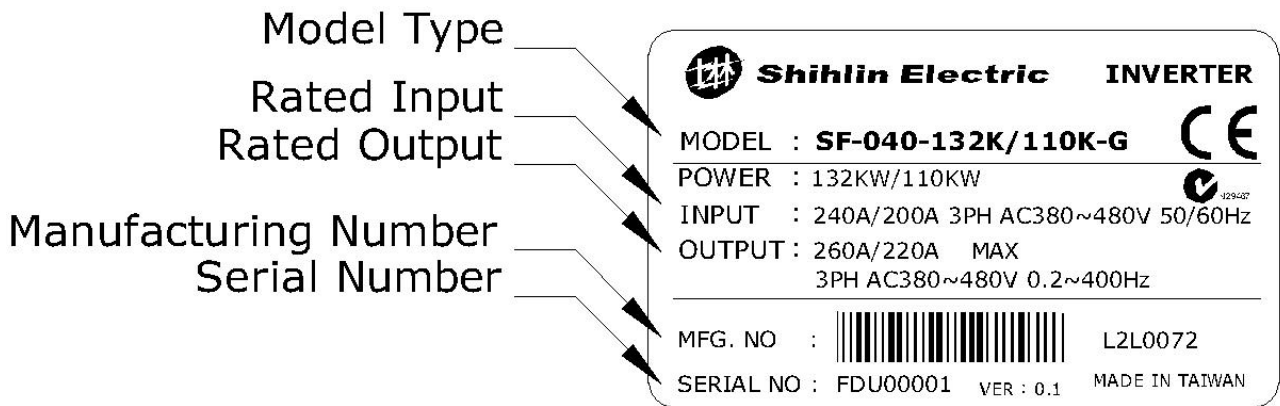 Model Type
Rated Input
Rated Output
Manufacturing Number
Serial Number
Shihlin Electric INVERTER
MODEL : SF-040-132K/110K-G CE
POWER : 132KW/110KW
INPUT : 240A/200A 3PH AC380~480V 50/60Hz
OUTPUT : 260A/220A MAX
3PH AC380~480V 0.2~400Hz
MFG. NO : L2L0072
SERIAL NO : FDU00001 VER : 0.1 MADE IN TAIWAN